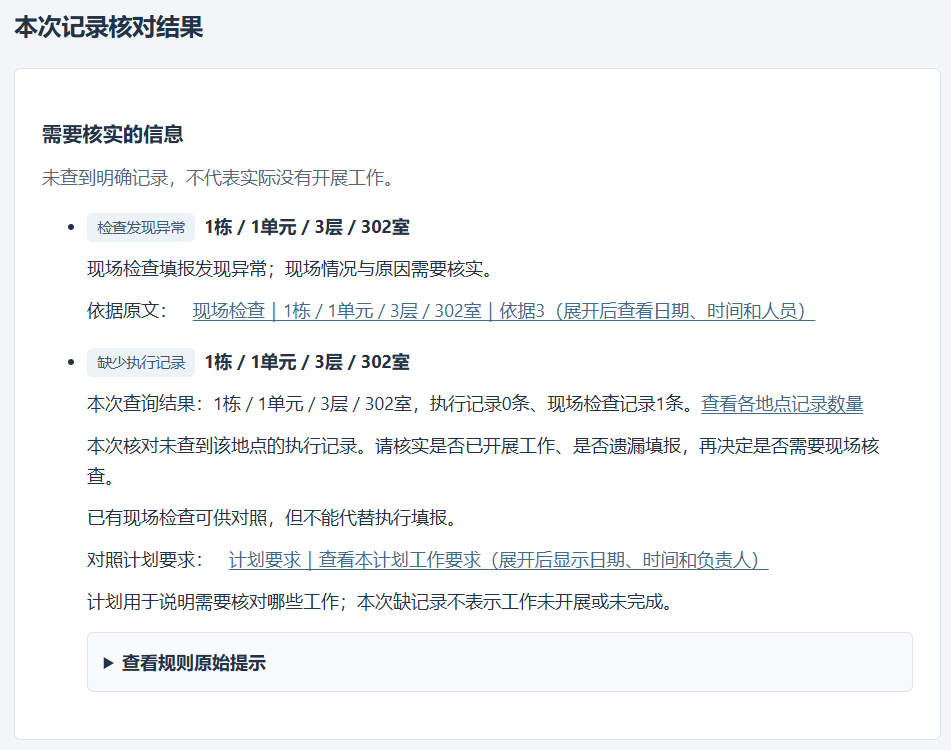 本次记录核对结果
需要核实的信息
未查到明确记录，不代表实际没有开展工作。
检查发现异常 1栋 / 1单元 / 3层 / 302室
现场检查填报发现异常；现场情况与原因需要核实。
依据原文： 现场检查｜1栋 / 1单元 / 3层 / 302室｜依据3（展开后查看日期、时间和人员）
缺少执行记录 1栋 / 1单元 / 3层 / 302室
本次查询结果：1栋 / 1单元 / 3层 / 302室，执行记录0条、现场检查记录1条。查看各地点记录数量
本次核对未查到该地点的执行记录。请核实是否已开展工作、是否遗漏填报，再决定是否需要现场核
查。
已有现场检查可供对照，但不能代替执行填报。
对照计划要求： 计划要求｜查看本计划工作要求（展开后显示日期、时间和负责人）
计划用于说明需要核对哪些工作；本次缺记录不表示工作未开展或未完成。
查看规则原始提示